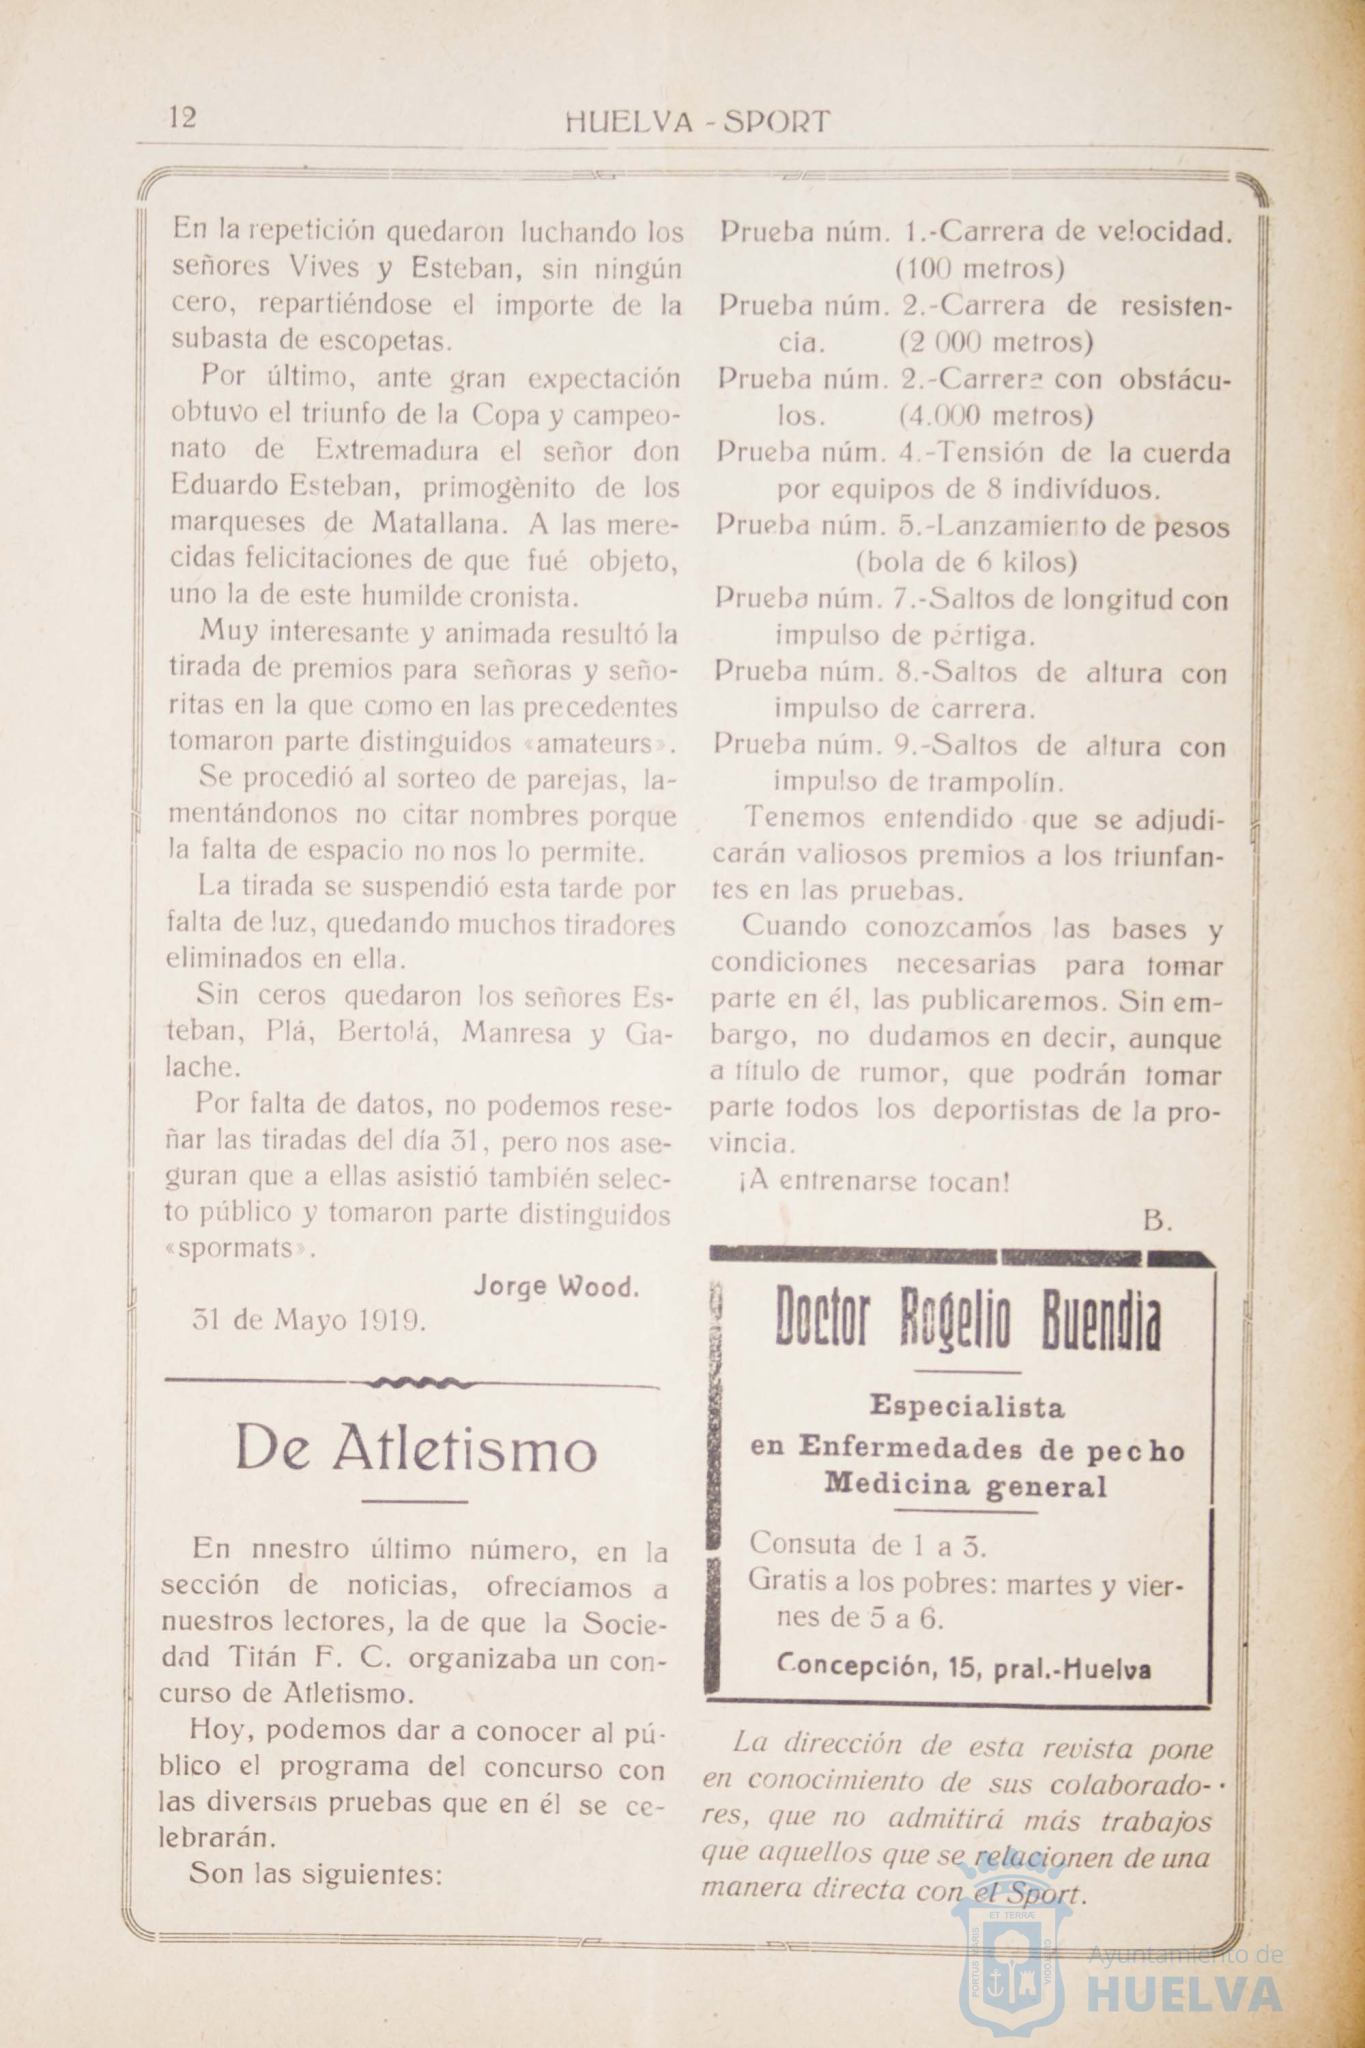 12
HUELVA - SPORT
En la repetición quedaron luchando los
señores Vives y Esteban, sin ningún
cero, repartiéndose el importe de la
subasta de escopetas.
Por último, ante gran expectación
obtuvo el triunfo de la Copa y campeo-
nato de Extremadura el señor don
Eduardo Esteban, primogènito de los
marqueses de Matallana. A las mere-
cidas felicitaciones de que fué objeto,
uno la de este humilde cronista.
Muy interesante y animada resultó la
tirada de premios para señoras y seño-
ritas en la que como en las precedentes
tomaron parte distinguidos «amateurs».
Se procedió al sorteo de parejas, la-
mentándonos no citar nombres porque
la falta de espacio no nos lo permite.
La tirada se suspendió esta tarde por
falta de luz, quedando muchos tiradores
eliminados en ella.
Sin ceros quedaron los señores Es-
teban, Plá, Bertolá, Manresa y Ga-
lache.
Por falta de datos, no podemos rese-
ñar las tiradas del día 31, pero nos ase-
guran que a ellas asistió también selec-
to público y tomaron parte distinguidos
«spormats».
Jorge Wood.
31 de Mayo 1919.
De Atletismo
En nnestro último número, en la
sección de noticias, ofrecíamos a
nuestros lectores, la de que la Socie-
dad Titán F. C. organizaba un con-
curso de Atletismo.
Hoy, podemos dar a conocer al pú-
blico el programa del concurso con
las diversas pruebas que en él se ce-
lebrarán.
Son las siguientes:
Prueba núm. 1.-Carrera de velocidad.
(100 metros)
Prueba núm. 2.-Carrera de resisten-
cia. (2 000 metros)
Prueba núm. 2.-Carrera con obstácu-
los. (4.000 metros)
Prueba núm. 4.-Tensión de la cuerda
por equipos de 8 indivíduos.
Prueba núm. 5.-Lanzamiento de pesos
(bola de 6 kilos)
Prueba núm. 7.-Saltos de longitud con
impulso de pértiga.
Prueba núm. 8.-Saltos de altura con
impulso de carrera.
Prueba núm. 9.-Saltos de altura con
impulso de trampolín.
Tenemos entendido que se adjudi-
carán valiosos premios a los triunfan-
tes en las pruebas.
Cuando conozcamos las bases y
condiciones necesarias para tomar
parte en él, las publicaremos. Sin em-
bargo, no dudamos en decir, aunque
a título de rumor, que podrán tomar
parte todos los deportistas de la pro-
vincia.
¡A entrenarse tocan!
B.
Doctor Rogelio Buendia
Especialista
en Enfermedades de pecho
Medicina general
Consuta de 1 a 3.
Gratis a los pobres: martes y vier-
nes de 5 a 6.
Concepción, 15, pral.-Huelva
La dirección de esta revista pone
en conocimiento de sus colaborado-
res, que no admitirá más trabajos
que aquellos que se relacionen de una
manera directa con el Sport.
PORTUS MARIS
ET TERRÆ
CUSTODIA
Ayuntamiento de
HUELVA